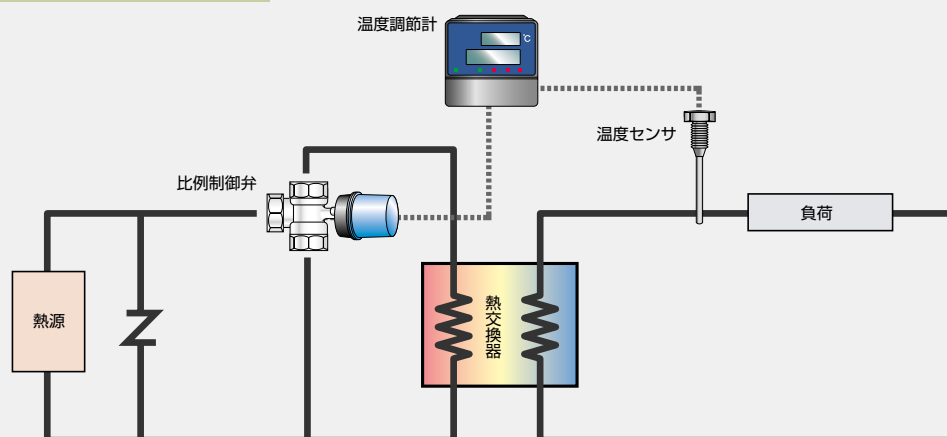 温度調節計
℃
温度センサ
比例制御弁
負荷
熱源
熱交換器